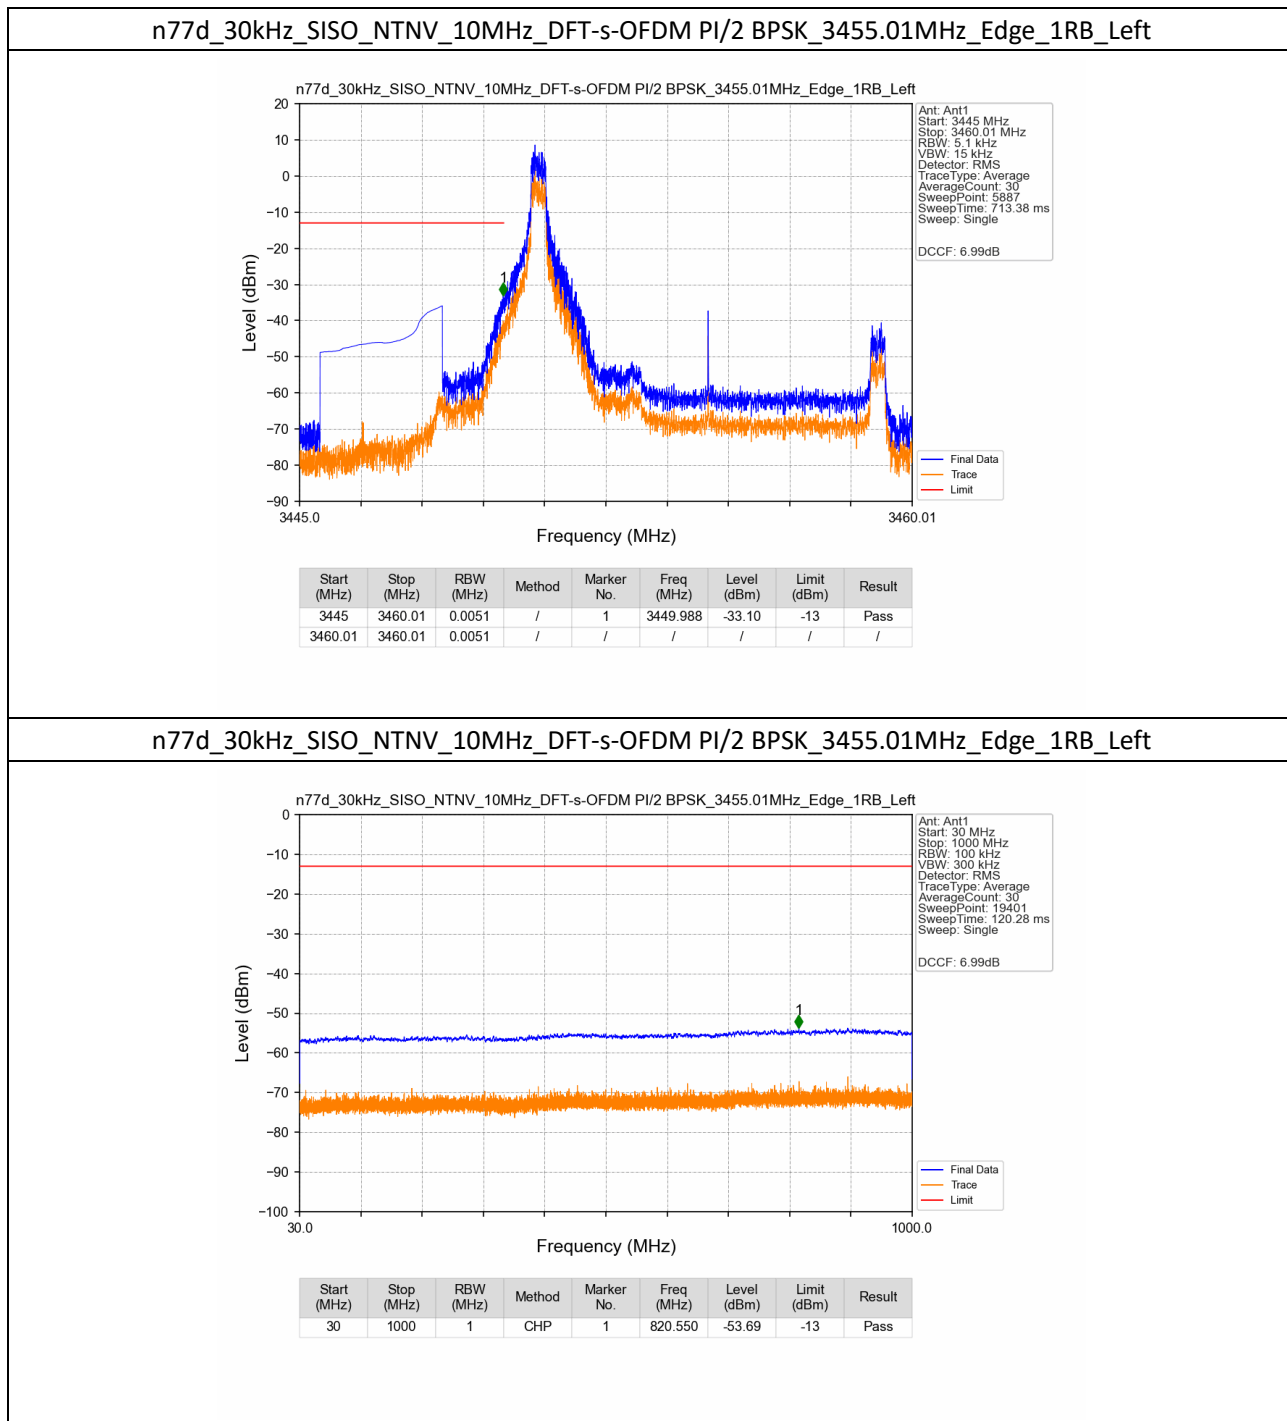 n77d_30kHz_SISO_NTNV_10MHz_DFT-s-OFDM PI/2 BPSK_3455.01MHz_Edge_1RB_Left
n77d_30kHz_SISO_NTNV_10MHz_DFT-s-OFDM PI/2 BPSK_3455.01MHz_Edge_1RB_Left
20
10
0
−10
−20
−30
−40
−50
−60
−70
−80
−90
Level (dBm)
1
3445.0
3460.01
Frequency (MHz)
Ant: Ant1
Start: 3445 MHz
Stop: 3460.01 MHz
RBW: 5.1 kHz
VBW: 15 kHz
Detector: RMS
TraceType: Average
AverageCount: 30
SweepPoint: 5887
SweepTime: 713.38 ms
Sweep: Single
DCCF: 6.99dB
Final Data
Trace
Limit
Start (MHz) Stop (MHz) RBW (MHz) Method Marker No. Freq (MHz) Level (dBm) Limit (dBm) Result
3445 3460.01 0.0051 / 1 3449.988 -33.10 -13 Pass
3460.01 3460.01 0.0051 / / / / / /
n77d_30kHz_SISO_NTNV_10MHz_DFT-s-OFDM PI/2 BPSK_3455.01MHz_Edge_1RB_Left
n77d_30kHz_SISO_NTNV_10MHz_DFT-s-OFDM PI/2 BPSK_3455.01MHz_Edge_1RB_Left
0
−10
−20
−30
−40
−50
−60
−70
−80
−90
−100
Level (dBm)
1
30.0
1000.0
Frequency (MHz)
Ant: Ant1
Start: 30 MHz
Stop: 1000 MHz
RBW: 100 kHz
VBW: 300 kHz
Detector: RMS
TraceType: Average
AverageCount: 30
SweepPoint: 19401
SweepTime: 120.28 ms
Sweep: Single
DCCF: 6.99dB
Final Data
Trace
Limit
Start (MHz) Stop (MHz) RBW (MHz) Method Marker No. Freq (MHz) Level (dBm) Limit (dBm) Result
30 1000 1 CHP 1 820.550 -53.69 -13 Pass